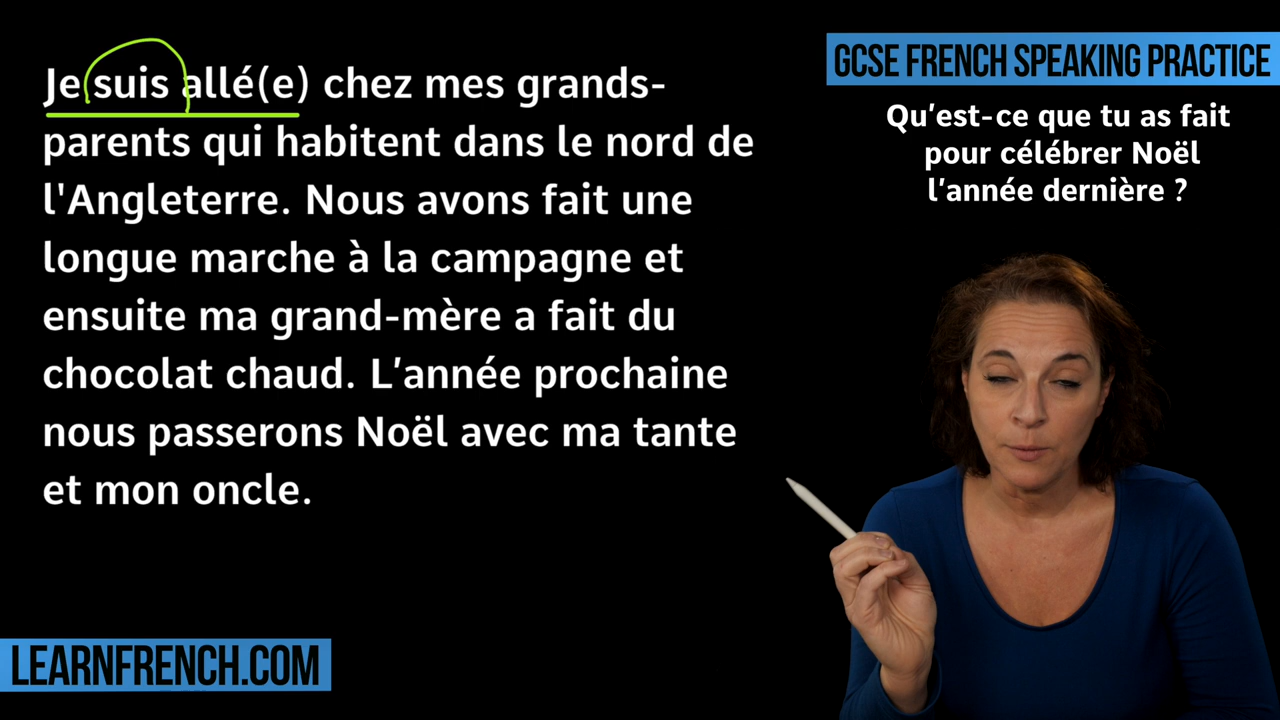 Je suis allé(e) chez mes grands-
parents qui habitent dans le nord de
l'Angleterre. Nous avons fait une
longue marche à la campagne et
ensuite ma grand-mère a fait du
chocolat chaud. L’année prochaine
nous passerons Noël avec ma tante
et mon oncle.
GCSE FRENCH SPEAKING PRACTICE
Qu’est-ce que tu as fait
pour célébrer Noël
l’année dernière ?
LEARNFRENCH.COM